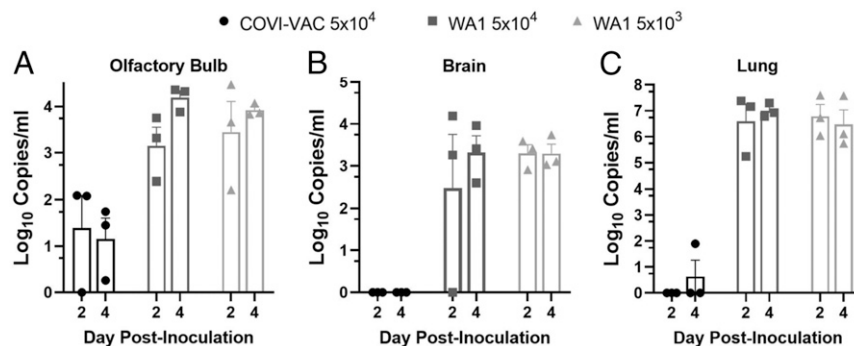 COVI-VAC 5x10⁴ WA1 5x10⁴ WA1 5x10³
A Olfactory Bulb B Brain C Lung
Log₁₀ Copies/ml
4
3
2
1
0
2 4 2 4 2 4
Day Post-Inoculation
Log₁₀ Copies/ml
5
4
3
2
1
0
2 4 2 4 2 4
Day Post-Inoculation
Log₁₀ Copies/ml
8
7
6
5
4
3
2
1
0
2 4 2 4 2 4
Day Post-Inoculation